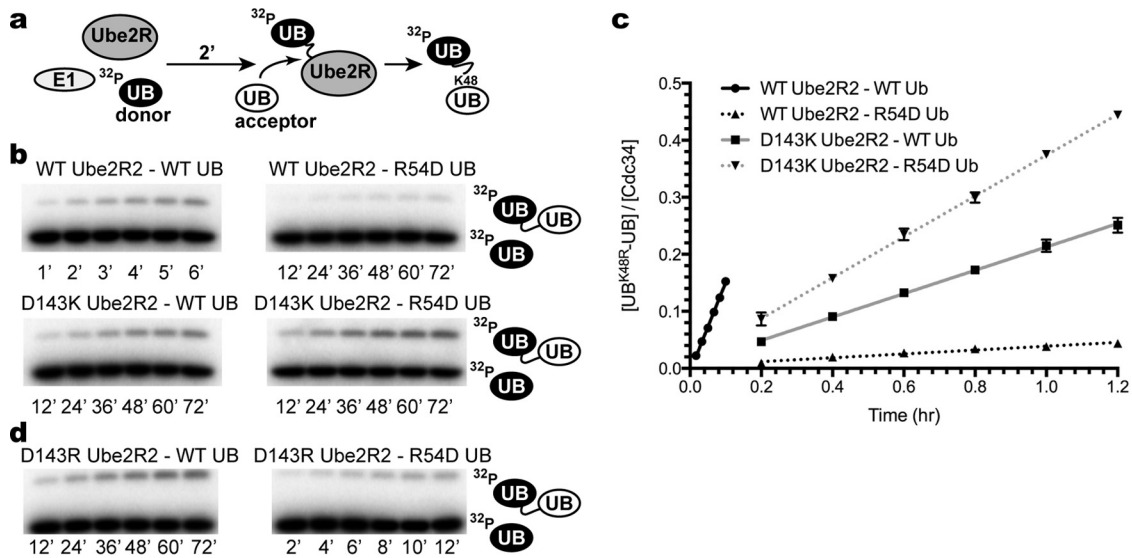 a
Ube2R
E1
32P
UB
donor
2’
32P
UB
UB
acceptor
Ube2R
32P
UB
K48
UB
b
WT Ube2R2 - WT UB
WT Ube2R2 - R54D UB
32P
UB
UB
32P
UB
1’ 2’ 3’ 4’ 5’ 6’
12’ 24’ 36’ 48’ 60’ 72’
D143K Ube2R2 - WT UB
D143K Ube2R2 - R54D UB
32P
UB
UB
32P
UB
12’ 24’ 36’ 48’ 60’ 72’
12’ 24’ 36’ 48’ 60’ 72’
c
WT Ube2R2 - WT Ub
WT Ube2R2 - R54D Ub
D143K Ube2R2 - WT Ub
D143K Ube2R2 - R54D Ub
[UBK48R-UB] / [Cdc34]
0.5
0.4
0.3
0.2
0.1
0.0
0.0 0.2 0.4 0.6 0.8 1.0 1.2
Time (hr)
d
D143R Ube2R2 - WT UB
D143R Ube2R2 - R54D UB
32P
UB
UB
32P
UB
12’ 24’ 36’ 48’ 60’ 72’
2’ 4’ 6’ 8’ 10’ 12’